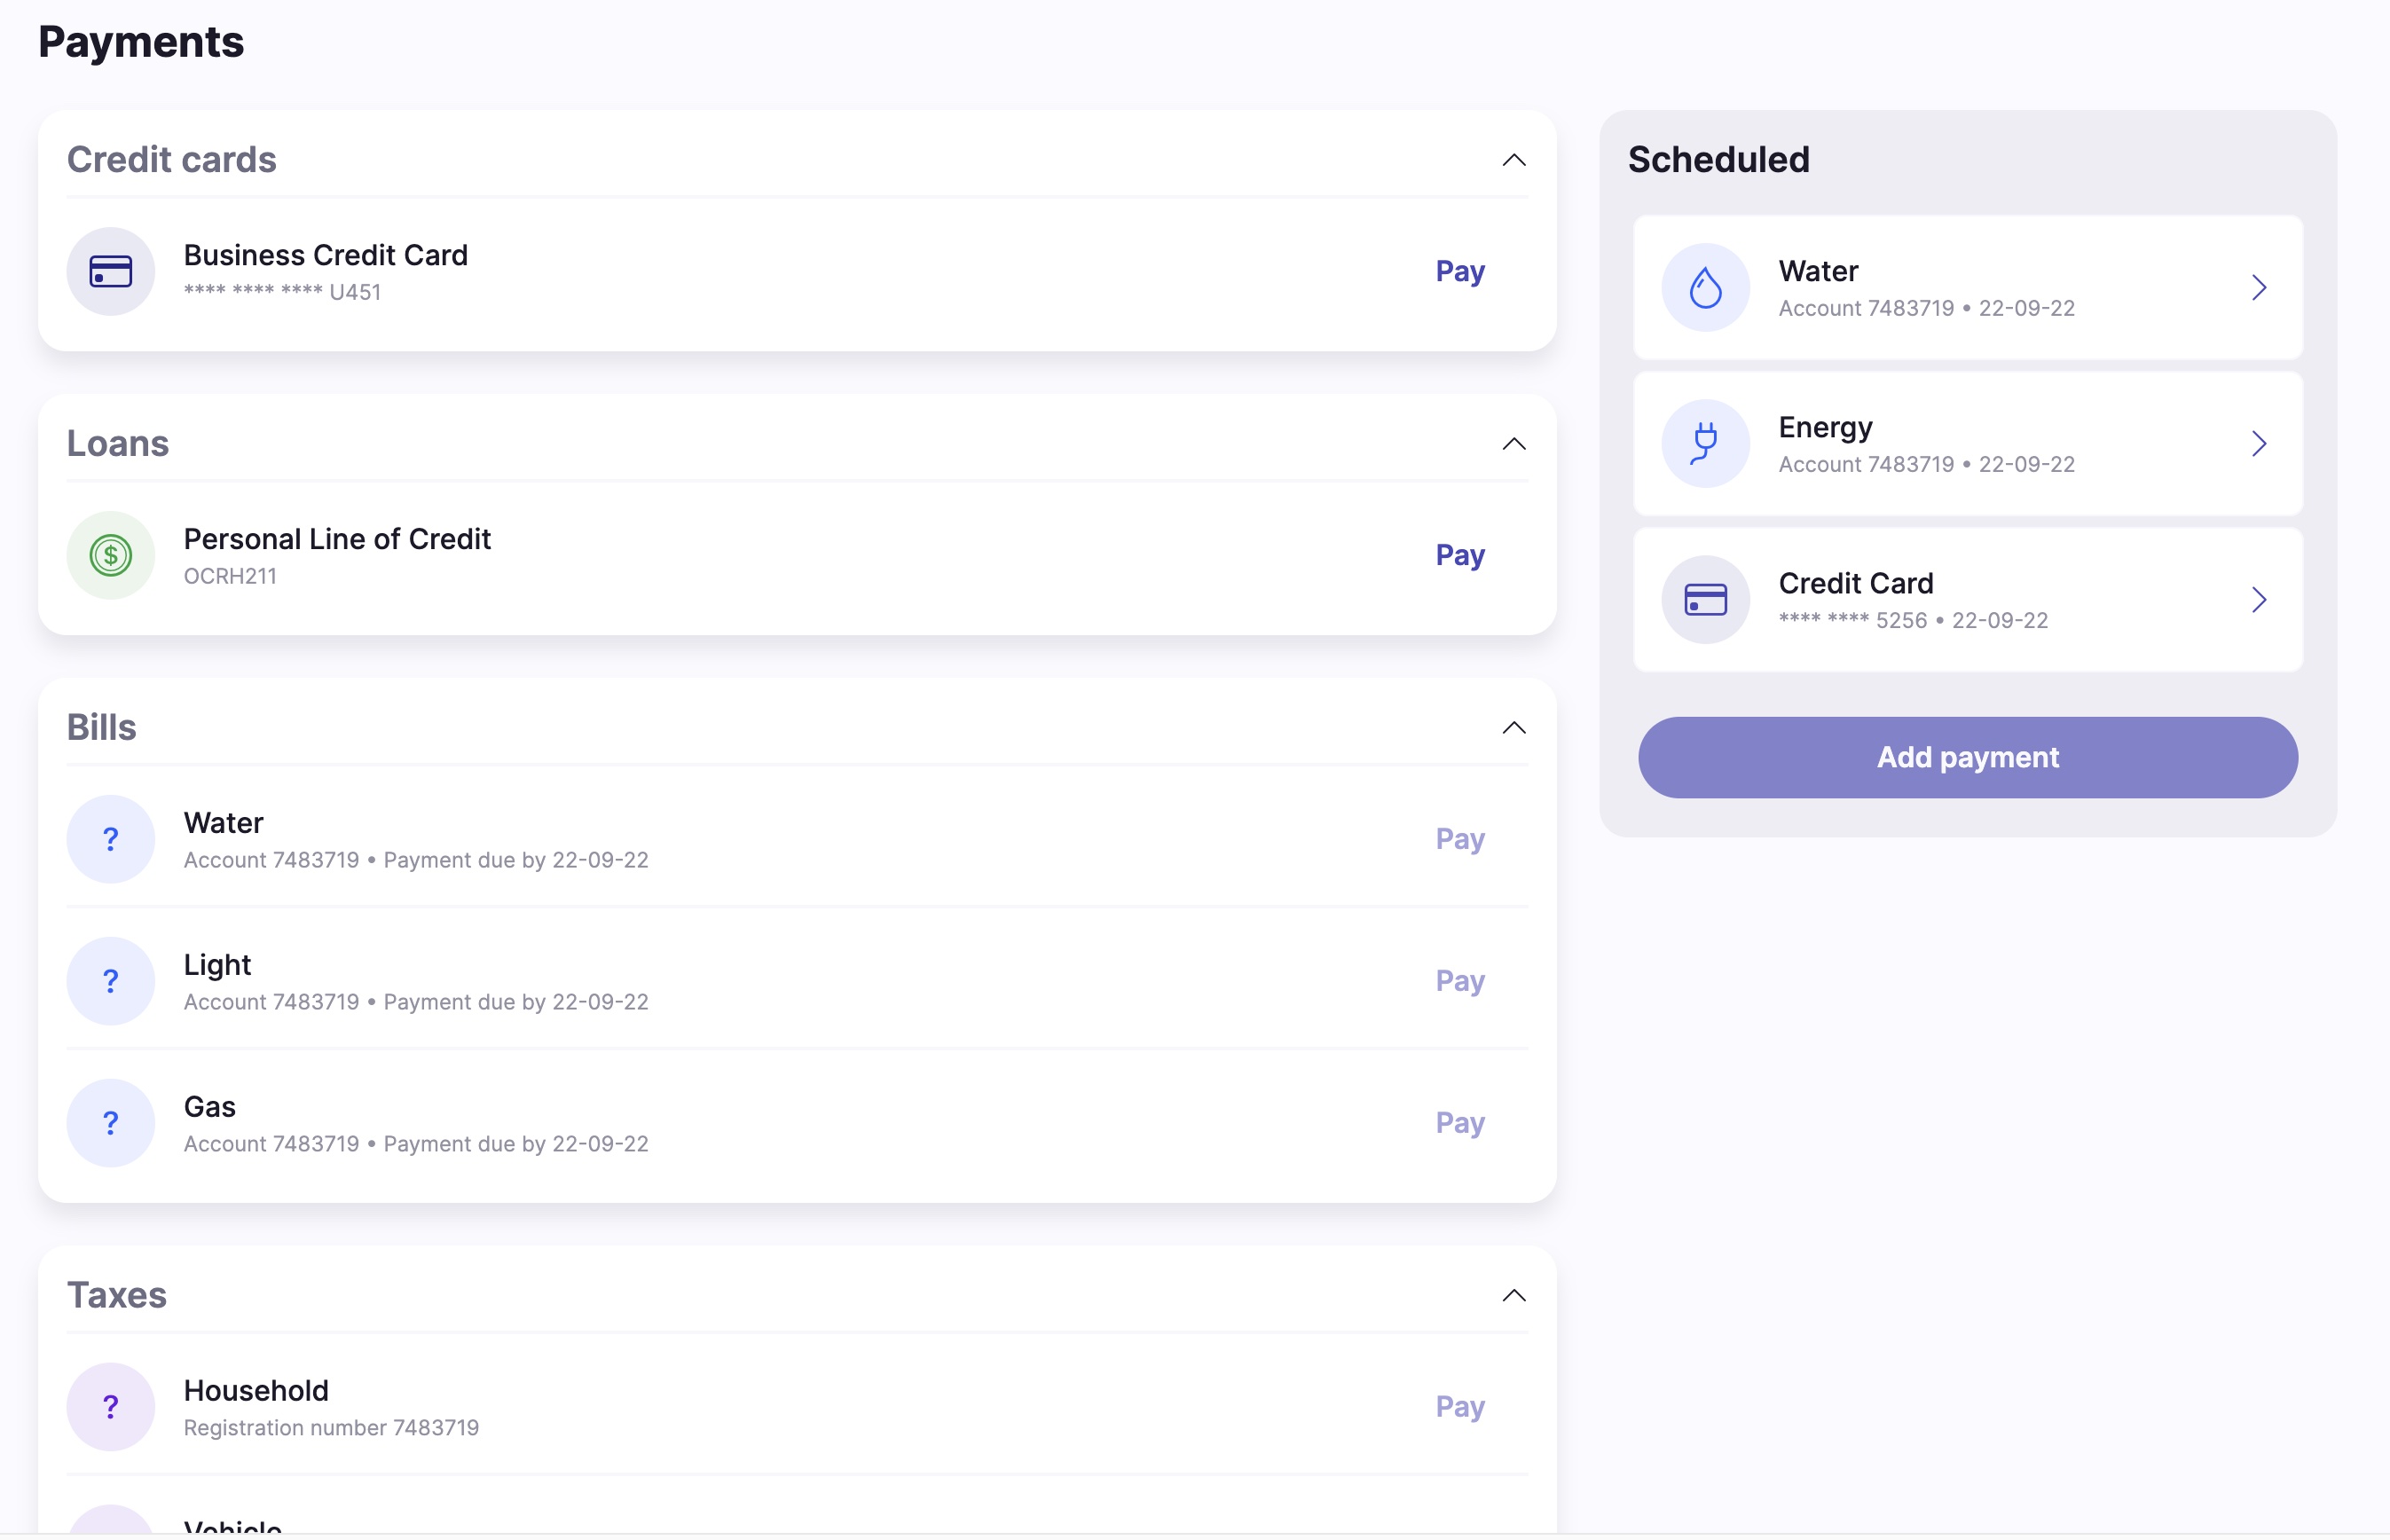 Payments
Credit cards
Business Credit Card
**** **** **** U451
Pay
Loans
Personal Line of Credit
OCRH211
Pay
Bills
?
Water
Account 7483719 • Payment due by 22-09-22
Pay
?
Light
Account 7483719 • Payment due by 22-09-22
Pay
?
Gas
Account 7483719 • Payment due by 22-09-22
Pay
Taxes
?
Household
Registration number 7483719
Pay
Vehicle
Scheduled
Water
Account 7483719 • 22-09-22
Energy
Account 7483719 • 22-09-22
Credit Card
**** **** 5256 • 22-09-22
Add payment